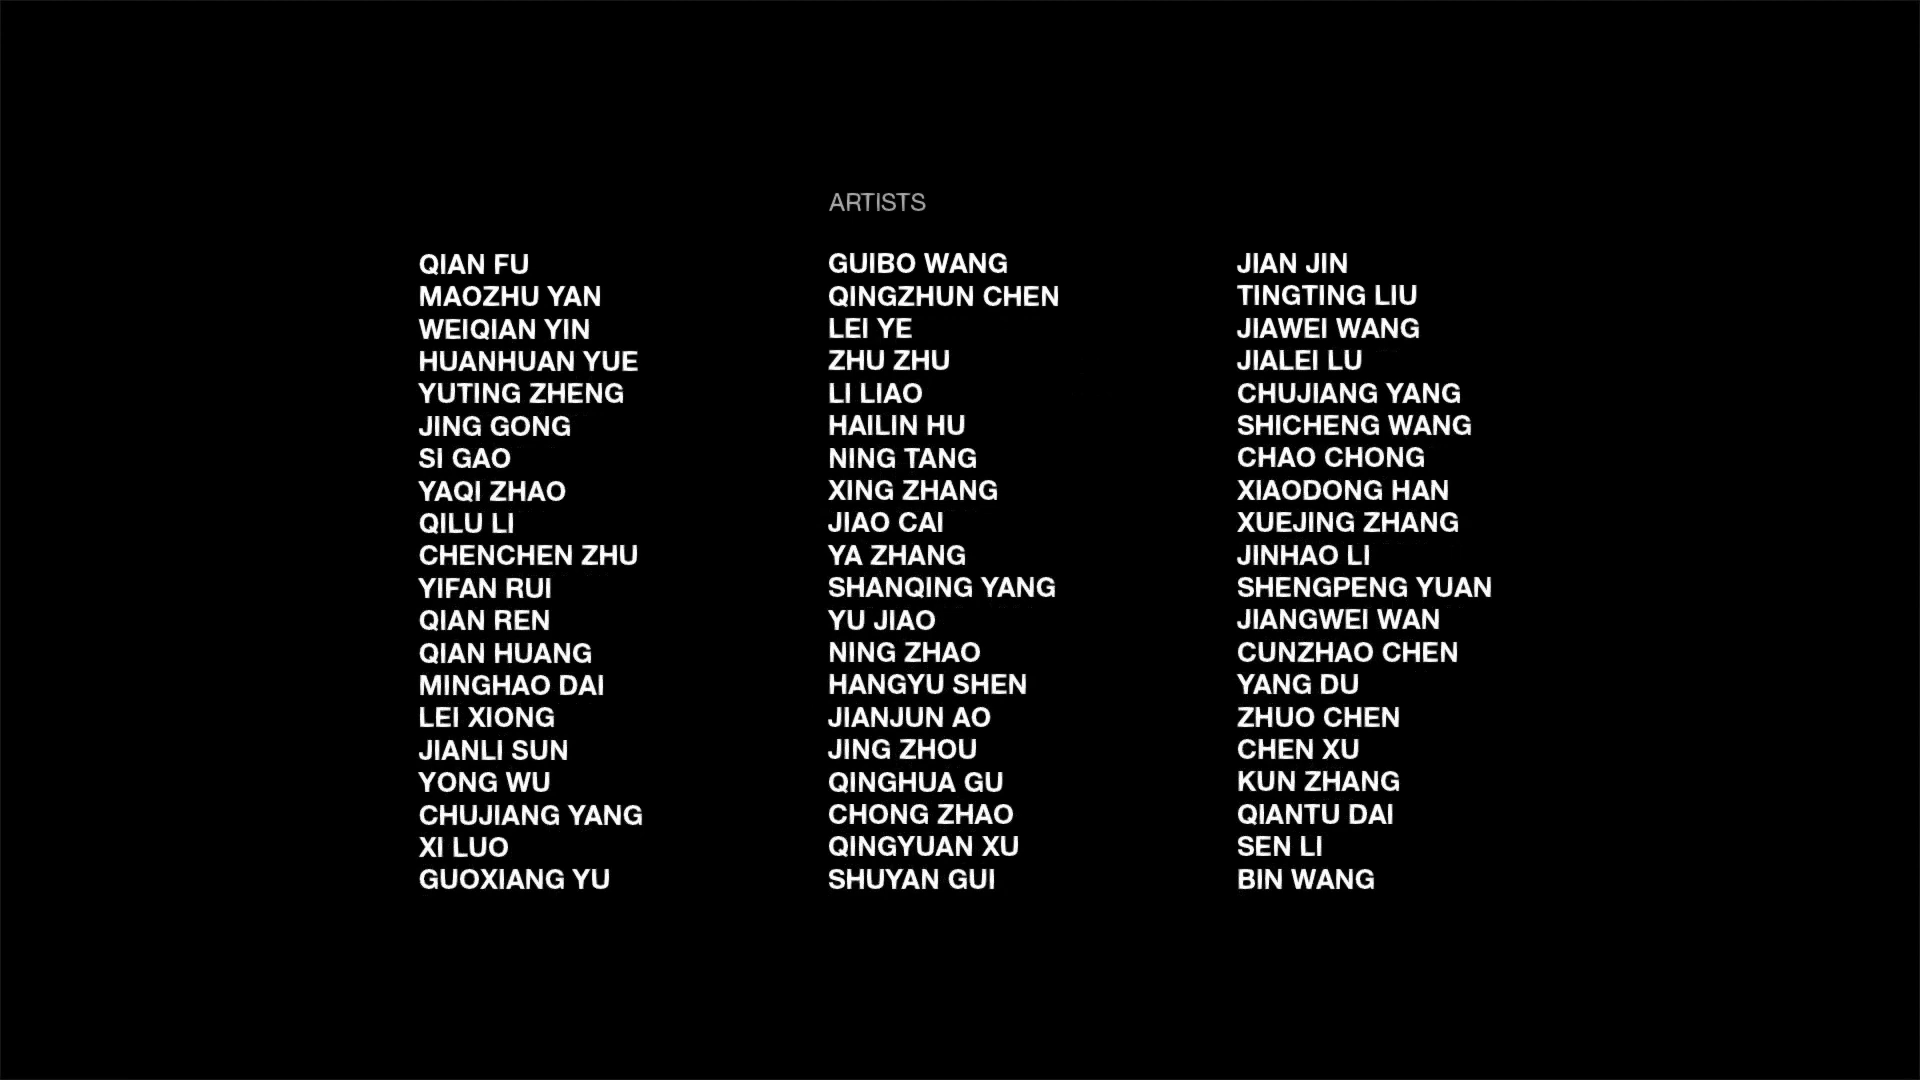 ARTISTS
QIAN FU
MAOZHU YAN
WEIQIAN YIN
HUANHUAN YUE
YUTING ZHENG
JING GONG
SI GAO
YAQI ZHAO
QILU LI
CHENCHEN ZHU
YIFAN RUI
QIAN REN
QIAN HUANG
MINGHAO DAI
LEI XIONG
JIANLI SUN
YONG WU
CHUJIANG YANG
XI LUO
GUOXIANG YU
GUIBO WANG
QINGZHUN CHEN
LEI YE
ZHU ZHU
LI LIAO
HAILIN HU
NING TANG
XING ZHANG
JIAO CAI
YA ZHANG
SHANQING YANG
YU JIAO
NING ZHAO
HANGYU SHEN
JIANJUN AO
JING ZHOU
QINGHUA GU
CHONG ZHAO
QINGYUAN XU
SHUYAN GUI
JIAN JIN
TINGTING LIU
JIAWEI WANG
JIALEI LU
CHUJIANG YANG
SHICHENG WANG
CHAO CHONG
XIAODONG HAN
XUEJING ZHANG
JINHAO LI
SHENGPENG YUAN
JIANGWEI WAN
CUNZHAO CHEN
YANG DU
ZHUO CHEN
CHEN XU
KUN ZHANG
QIANTU DAI
SEN LI
BIN WANG